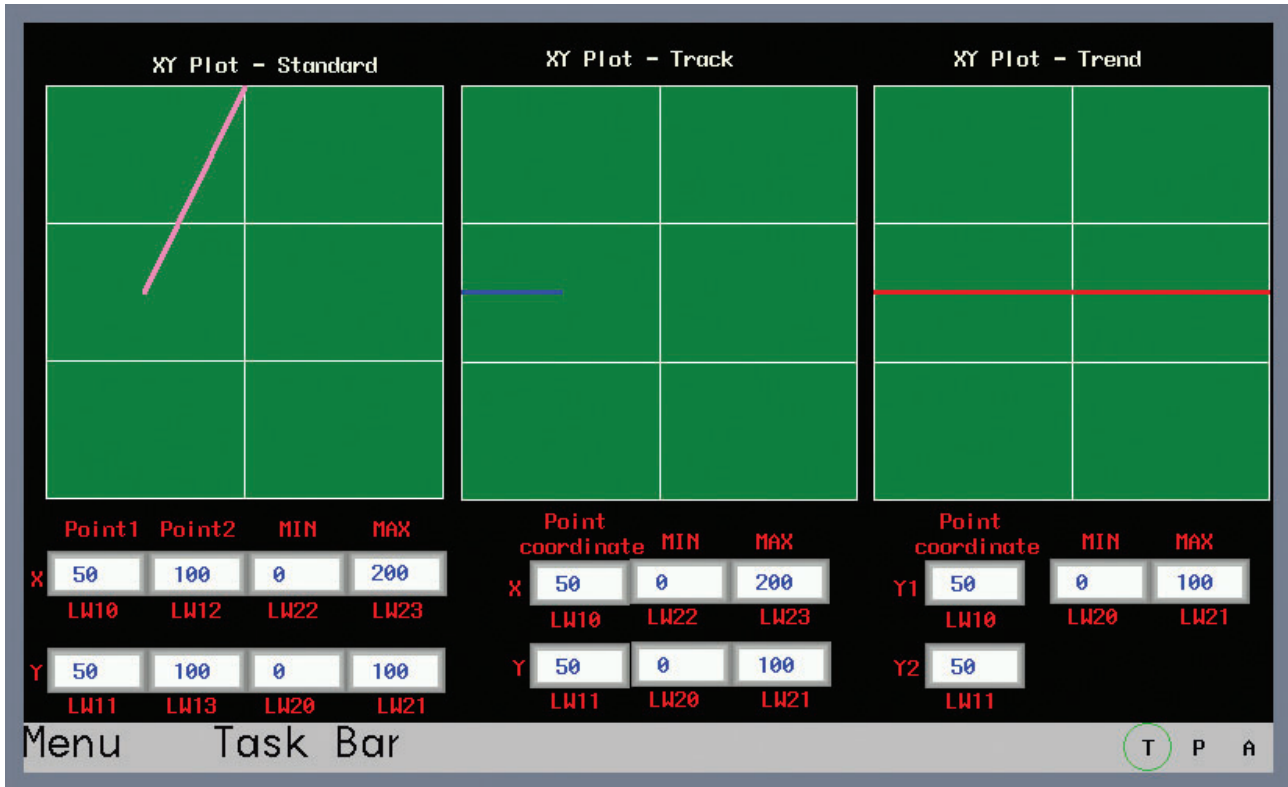 XY Plot - Standard
XY Plot - Track
XY Plot - Trend
Point1 Point2 MIN MAX
X 50 100 0 200
LW10 LW12 LW22 LW23
Y 50 100 0 100
LW11 LW13 LW20 LW21
Point
coordinate MIN MAX
X 50 0 200
LW10 LW22 LW23
Y 50 0 100
LW11 LW20 LW21
Point
coordinate MIN MAX
Y1 50 0 100
LW10 LW20 LW21
Y2 50
LW11
Menu Task Bar T P A